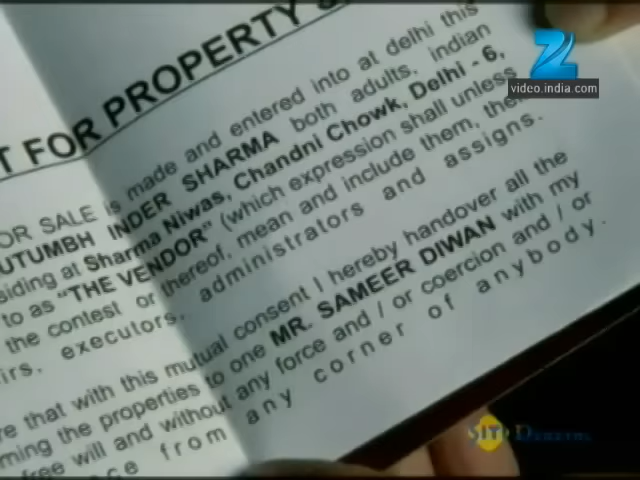 T FOR PROPERTY
OR SALE is made and entered into at delhi this
UTUMBH INDER SHARMA both adults, indian
siding at Sharma Niwas, Chandni Chowk, Delhi - 6,
to as "THE VENDOR" (which expression shall unless
the contest or thereof, mean and include them, their
irs, executors, administrators and assigns.
re that with this mutual consent I hereby handover all the
ming the properties to one MR. SAMEER DIWAN with my
free will and without any force and / or coercion and / or
ce from any corner of anybody.
Z
video.india.com
SITI